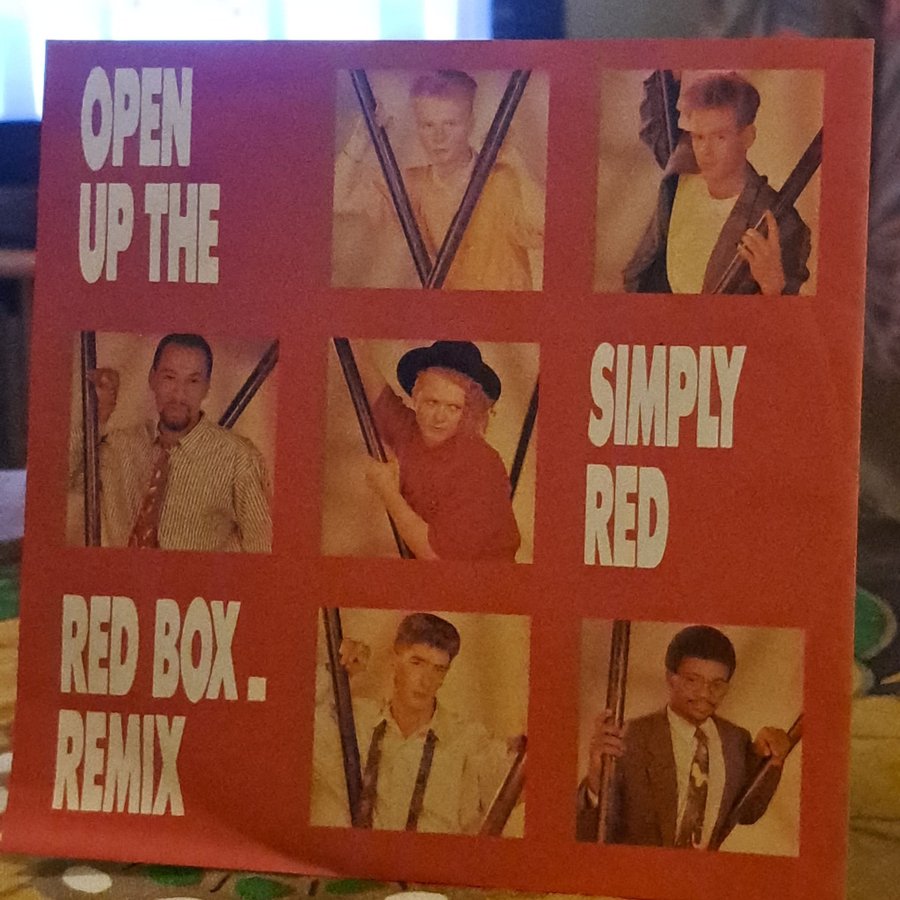 OPEN
UP THE
SIMPLY
RED
RED BOX.
REMIX